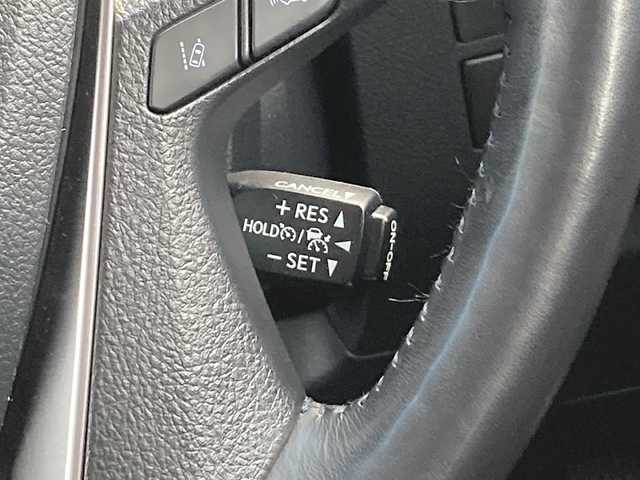 CANCEL
+ RES
HOLD /
− SET
ON-OFF